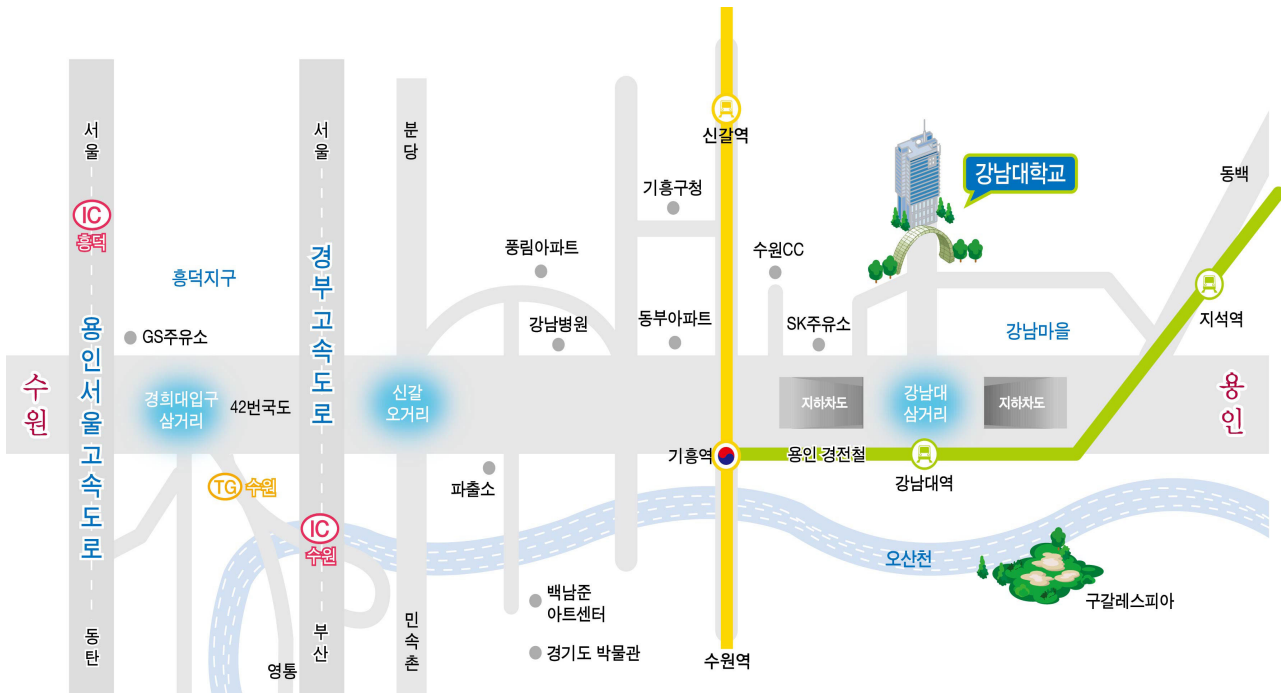 서울
서울
분당
신갈역
강남대학교
동백
기흥구청
IC
흥덕
풍림아파트
수원CC
흥덕지구
경부고속도로
강남병원
동부아파트
SK주유소
강남마을
지석역
GS주유소
용인서울고속도로
수원
경희대입구
삼거리
42번국도
신갈
오거리
지하차도
강남대
삼거리
지하차도
용인
기흥역
용인 경전철
강남대역
TG 수원
파출소
IC
수원
오산천
구갈레스피아
백남준
아트센터
경기도 박물관
동탄
영통
부산
민속촌
수원역